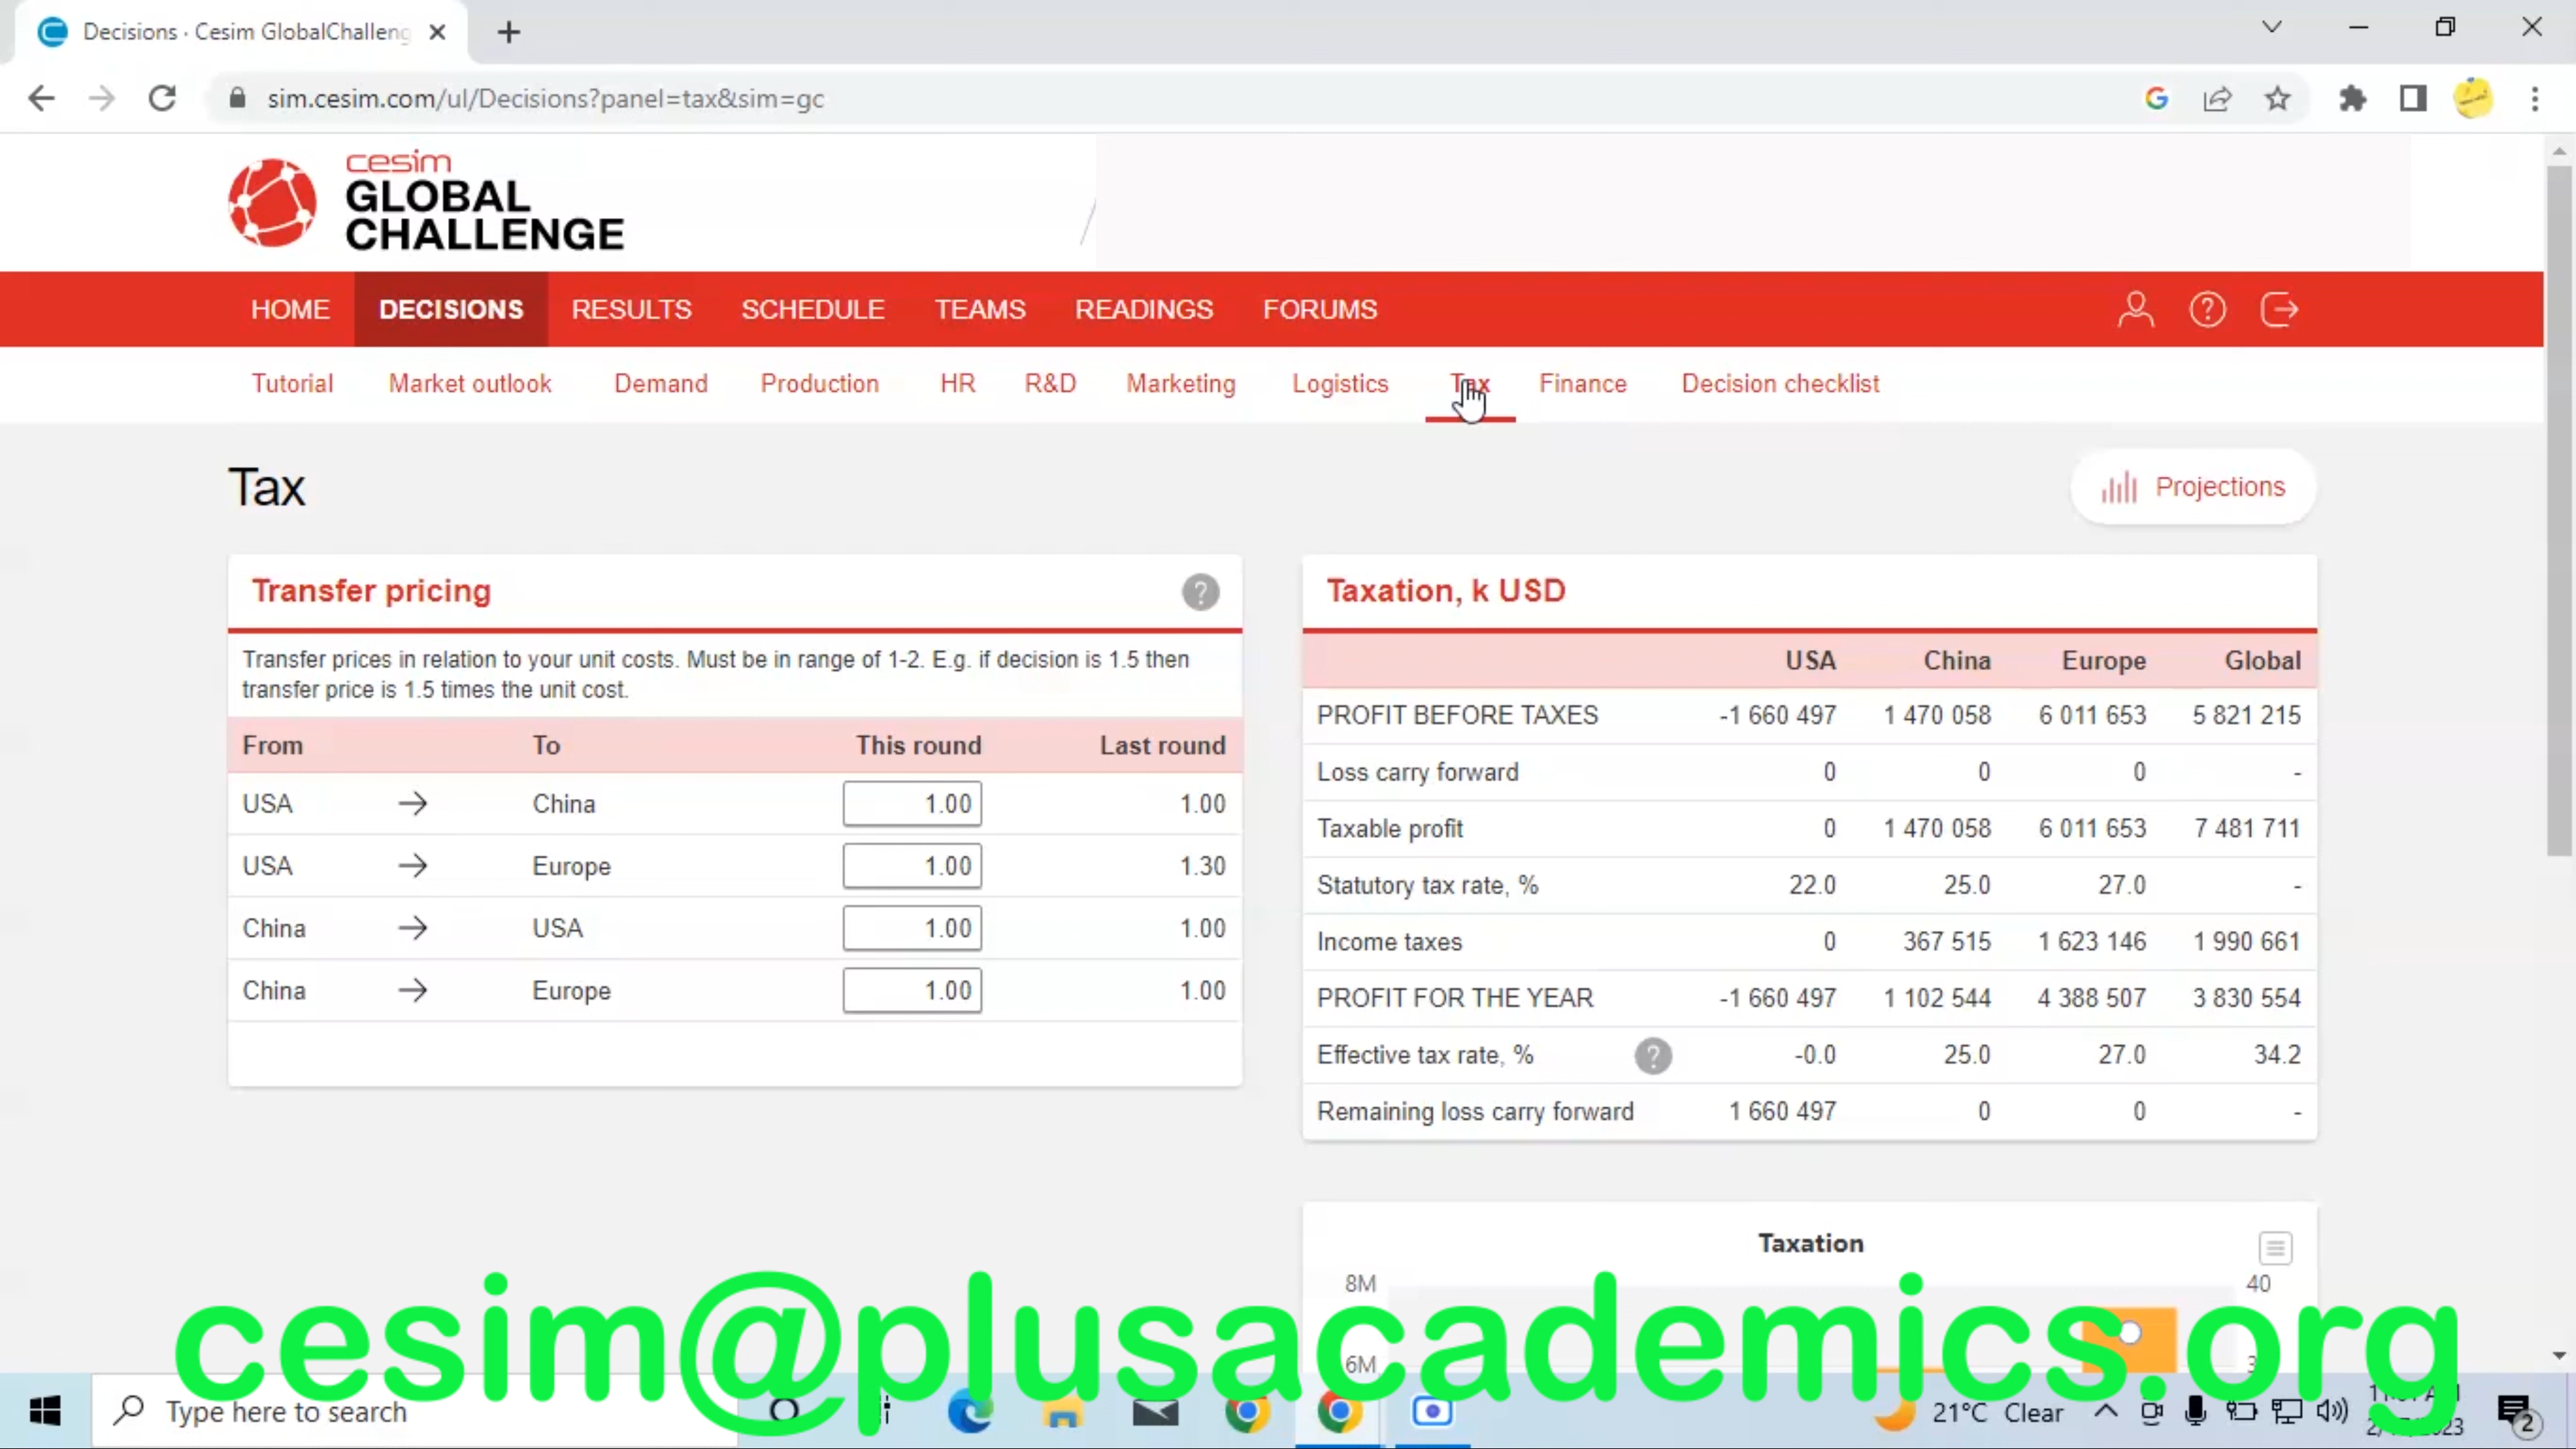 Decisions · Cesim GlobalChalleng
sim.cesim.com/ul/Decisions?panel=tax&sim=gc
cesim
GLOBAL
CHALLENGE
HOME DECISIONS RESULTS SCHEDULE TEAMS READINGS FORUMS
Tutorial Market outlook Demand Production HR R&D Marketing Logistics Tax Finance Decision checklist
Tax
Projections
Transfer pricing ?
Transfer prices in relation to your unit costs. Must be in range of 1-2. E.g. if decision is 1.5 then
transfer price is 1.5 times the unit cost.
From To This round Last round
USA → China 1.00 1.00
USA → Europe 1.00 1.30
China → USA 1.00 1.00
China → Europe 1.00 1.00
Taxation, k USD
USA China Europe Global
PROFIT BEFORE TAXES -1 660 497 1 470 058 6 011 653 5 821 215
Loss carry forward 0 0 0 -
Taxable profit 0 1 470 058 6 011 653 7 481 711
Statutory tax rate, % 22.0 25.0 27.0 -
Income taxes 0 367 515 1 623 146 1 990 661
PROFIT FOR THE YEAR -1 660 497 1 102 544 4 388 507 3 830 554
Effective tax rate, % ? -0.0 25.0 27.0 34.2
Remaining loss carry forward 1 660 497 0 0 -
Taxation
8M 40
6M
cesim@plusacademics.org
Type here to search
21°C Clear
2